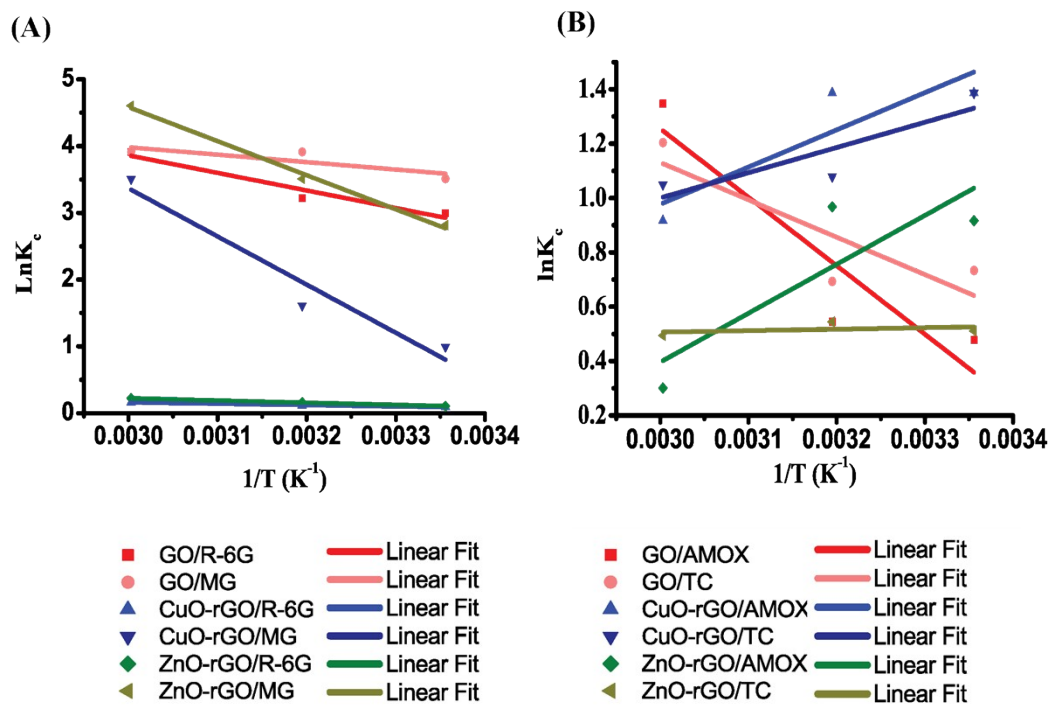 (A)
LnKc
5
4
3
2
1
0
0.0030 0.0031 0.0032 0.0033 0.0034
1/T (K-1)
(B)
lnKc
1.4
1.2
1.0
0.8
0.6
0.4
0.2
0.0030 0.0031 0.0032 0.0033 0.0034
1/T (K-1)
GO/R-6G Linear Fit
GO/MG Linear Fit
CuO-rGO/R-6G Linear Fit
CuO-rGO/MG Linear Fit
ZnO-rGO/R-6G Linear Fit
ZnO-rGO/MG Linear Fit
GO/AMOX Linear Fit
GO/TC Linear Fit
CuO-rGO/AMOX Linear Fit
CuO-rGO/TC Linear Fit
ZnO-rGO/AMOX Linear Fit
ZnO-rGO/TC Linear Fit